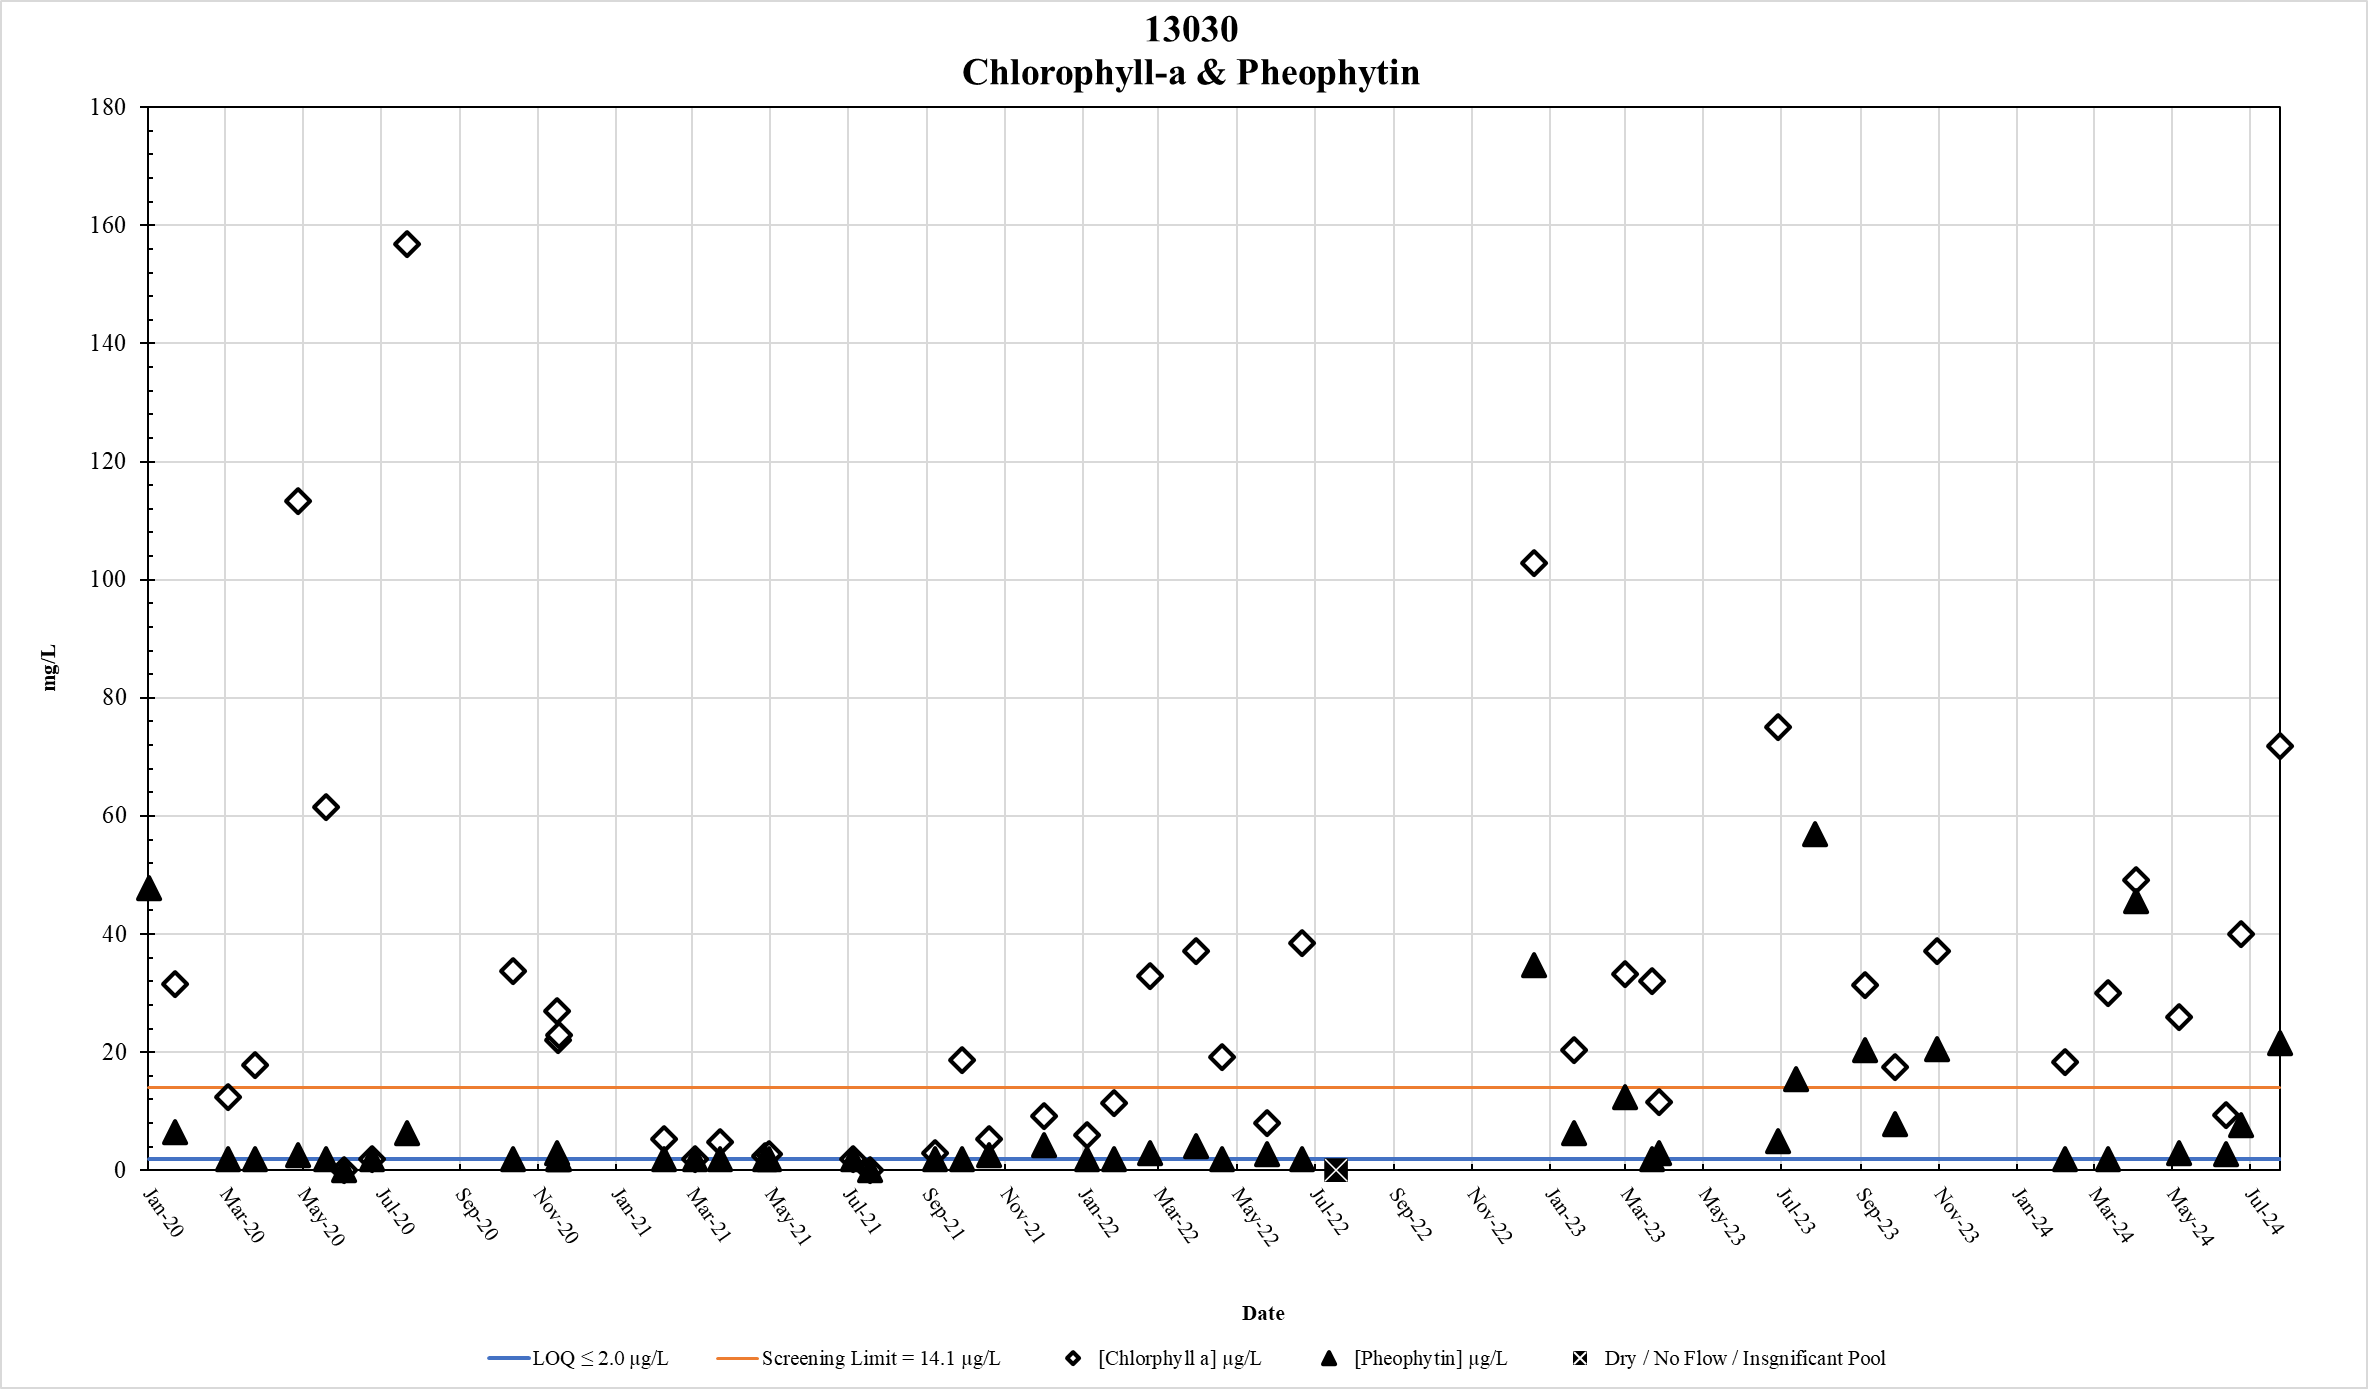 13030
Chlorophyll-a & Pheophytin
180
160
140
120
100
80
60
40
20
0
mg/L
Jan-20
Mar-20
May-20
Jul-20
Sep-20
Nov-20
Jan-21
Mar-21
May-21
Jul-21
Sep-21
Nov-21
Jan-22
Mar-22
May-22
Jul-22
Sep-22
Nov-22
Jan-23
Mar-23
May-23
Jul-23
Sep-23
Nov-23
Jan-24
Mar-24
May-24
Jul-24
Date
LOQ ≤ 2.0 µg/L
Screening Limit = 14.1 µg/L
[Chlorphyll a] µg/L
[Pheophytin] µg/L
Dry / No Flow / Insgnificant Pool